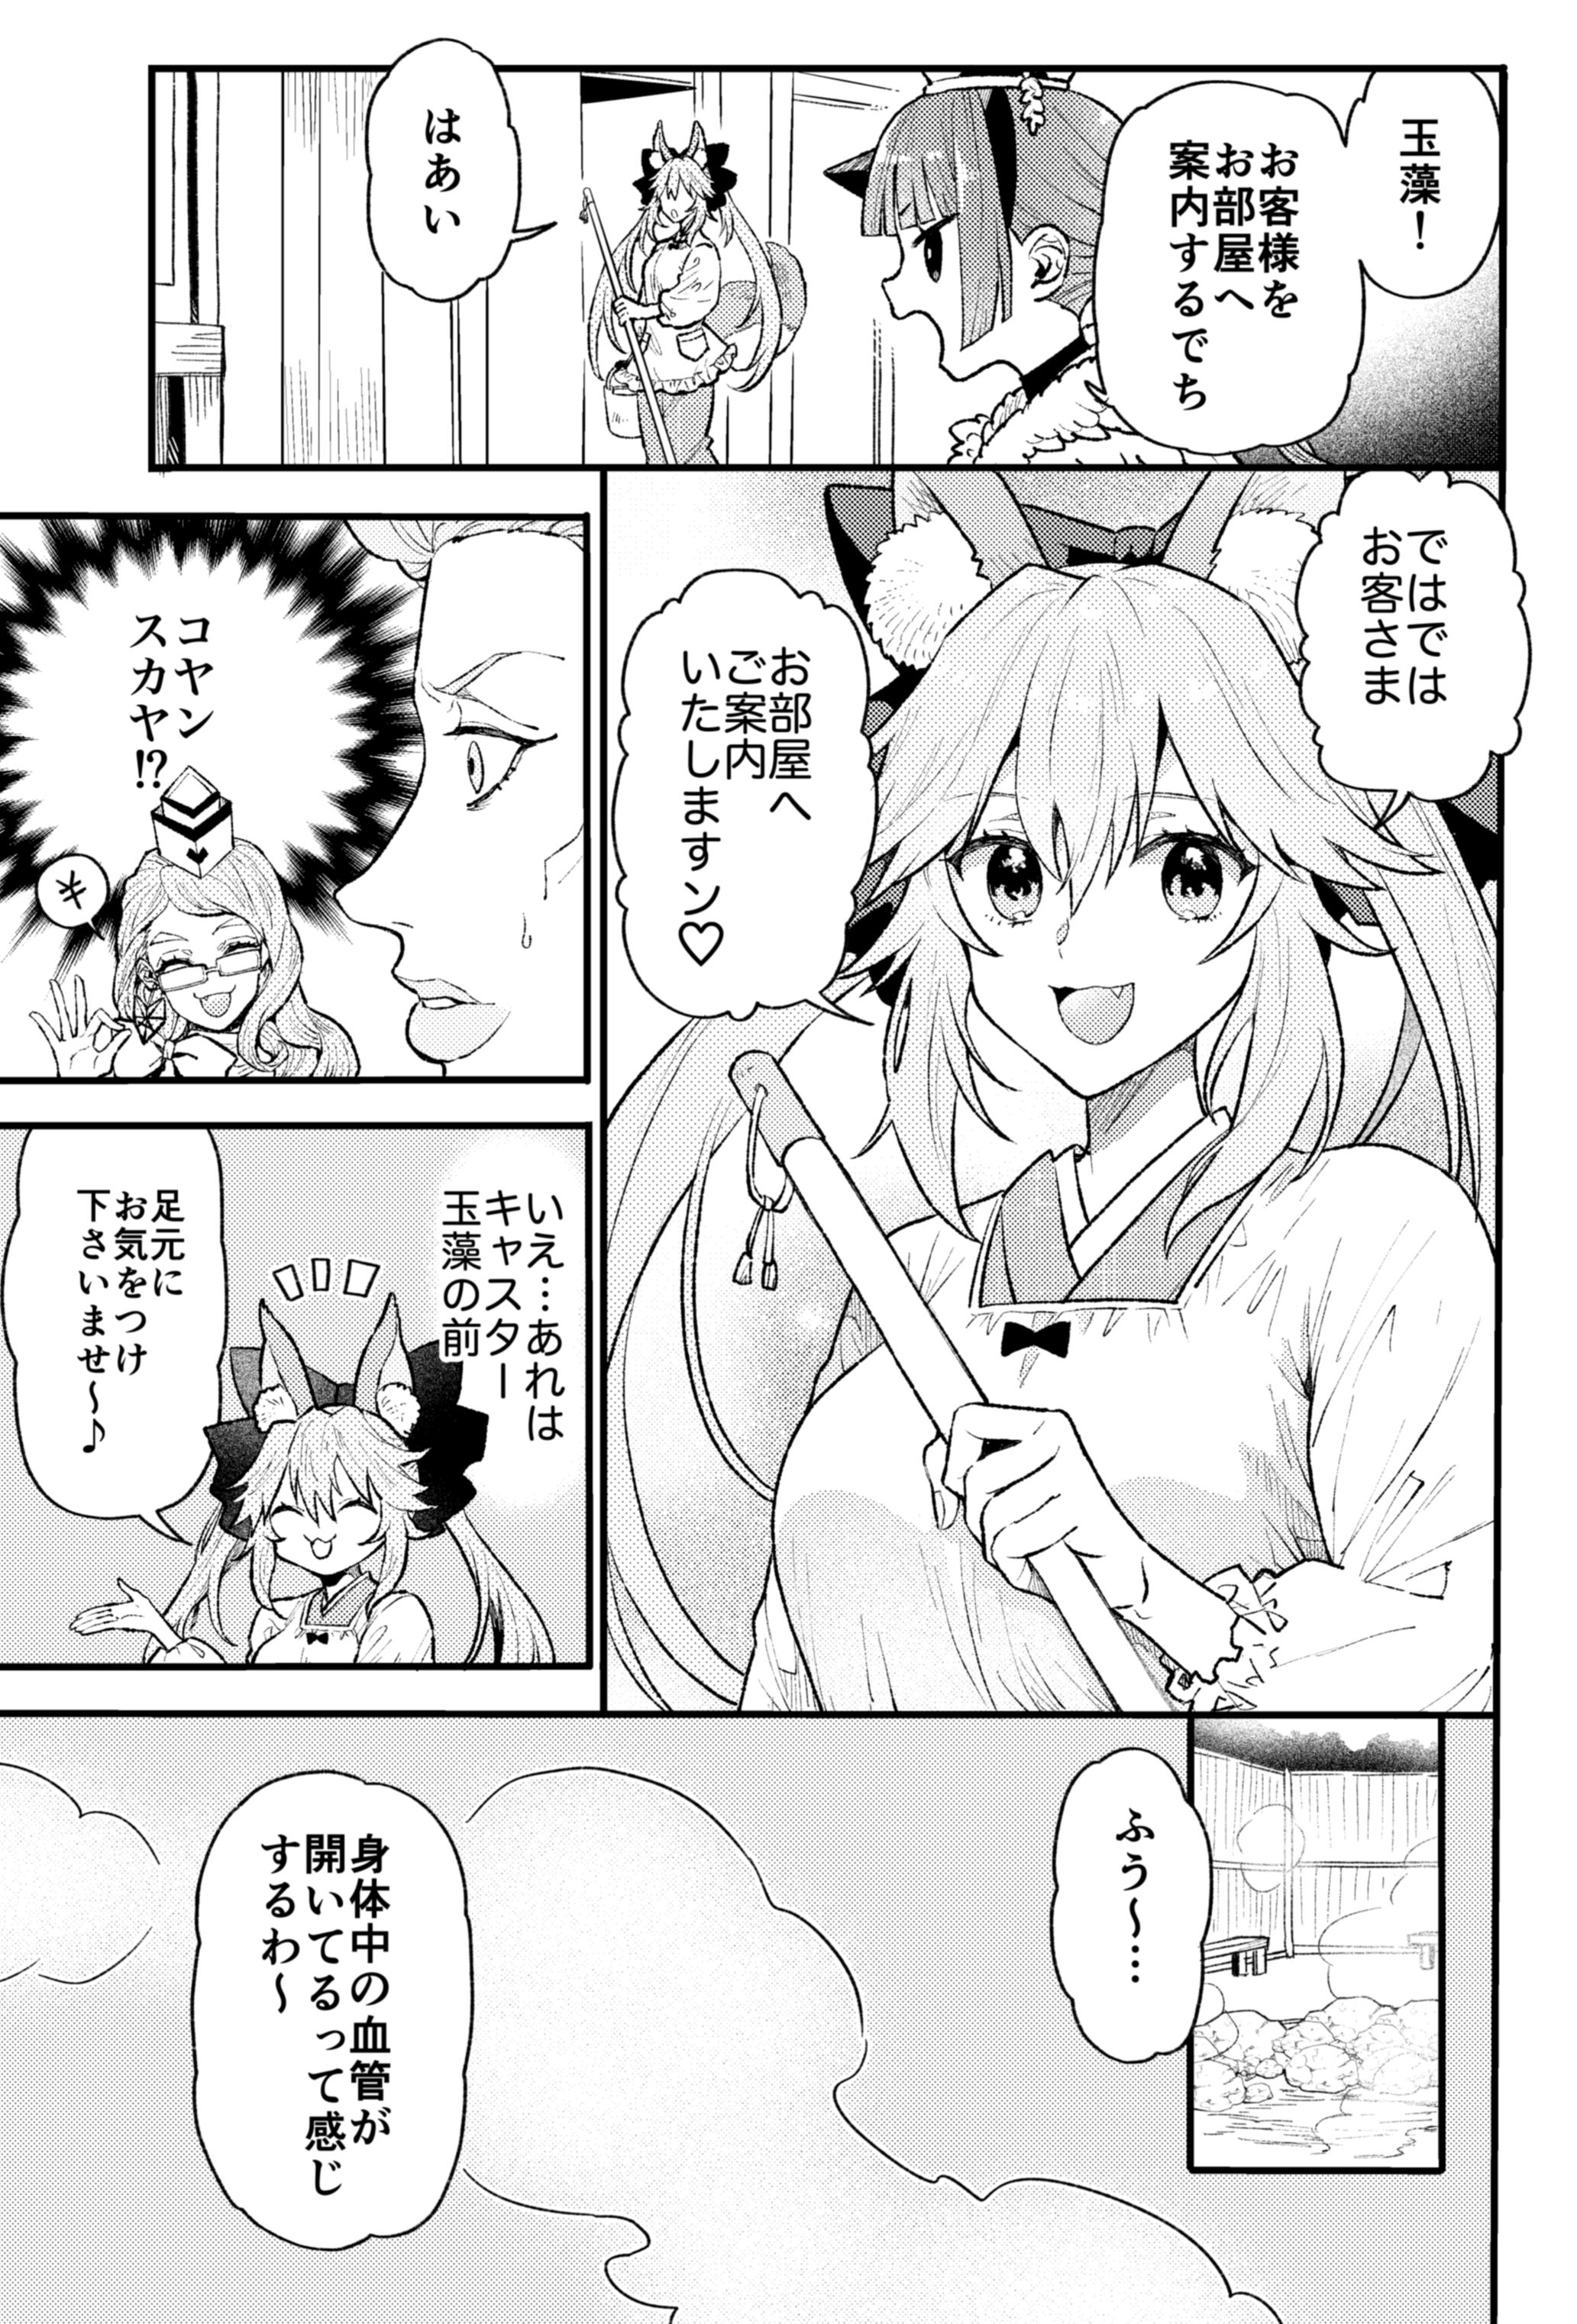 玉藻！
お客様を
お部屋へ
案内するでち
はあい
ではでは
お客さま
お部屋へ
ご案内
いたしますン♡
コヤン
スカヤ!?
¥
いえ…あれは
キャスター
玉藻の前
足元に
お気をつけ
下さいませ〜♪
ふう〜…
身体中の血管が
開いてるって感じ
するわ〜